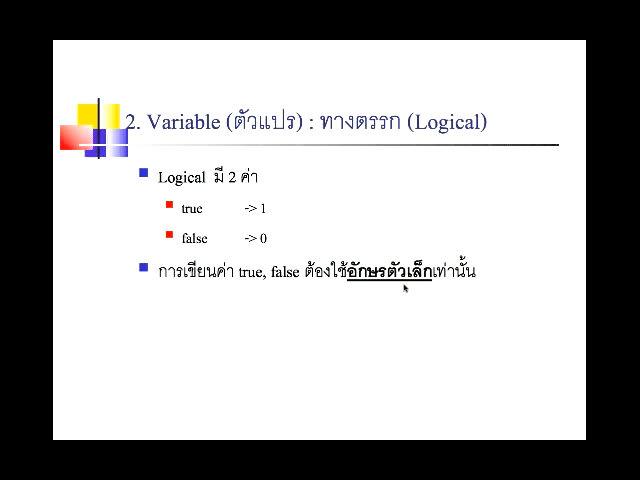 2. Variable (ตัวแปร) : ทางตรรก (Logical)
Logical มี 2 ค่า
true -> 1
false -> 0
การเขียนค่า true, false ต้องใช้อักษรตัวเล็กเท่านั้น